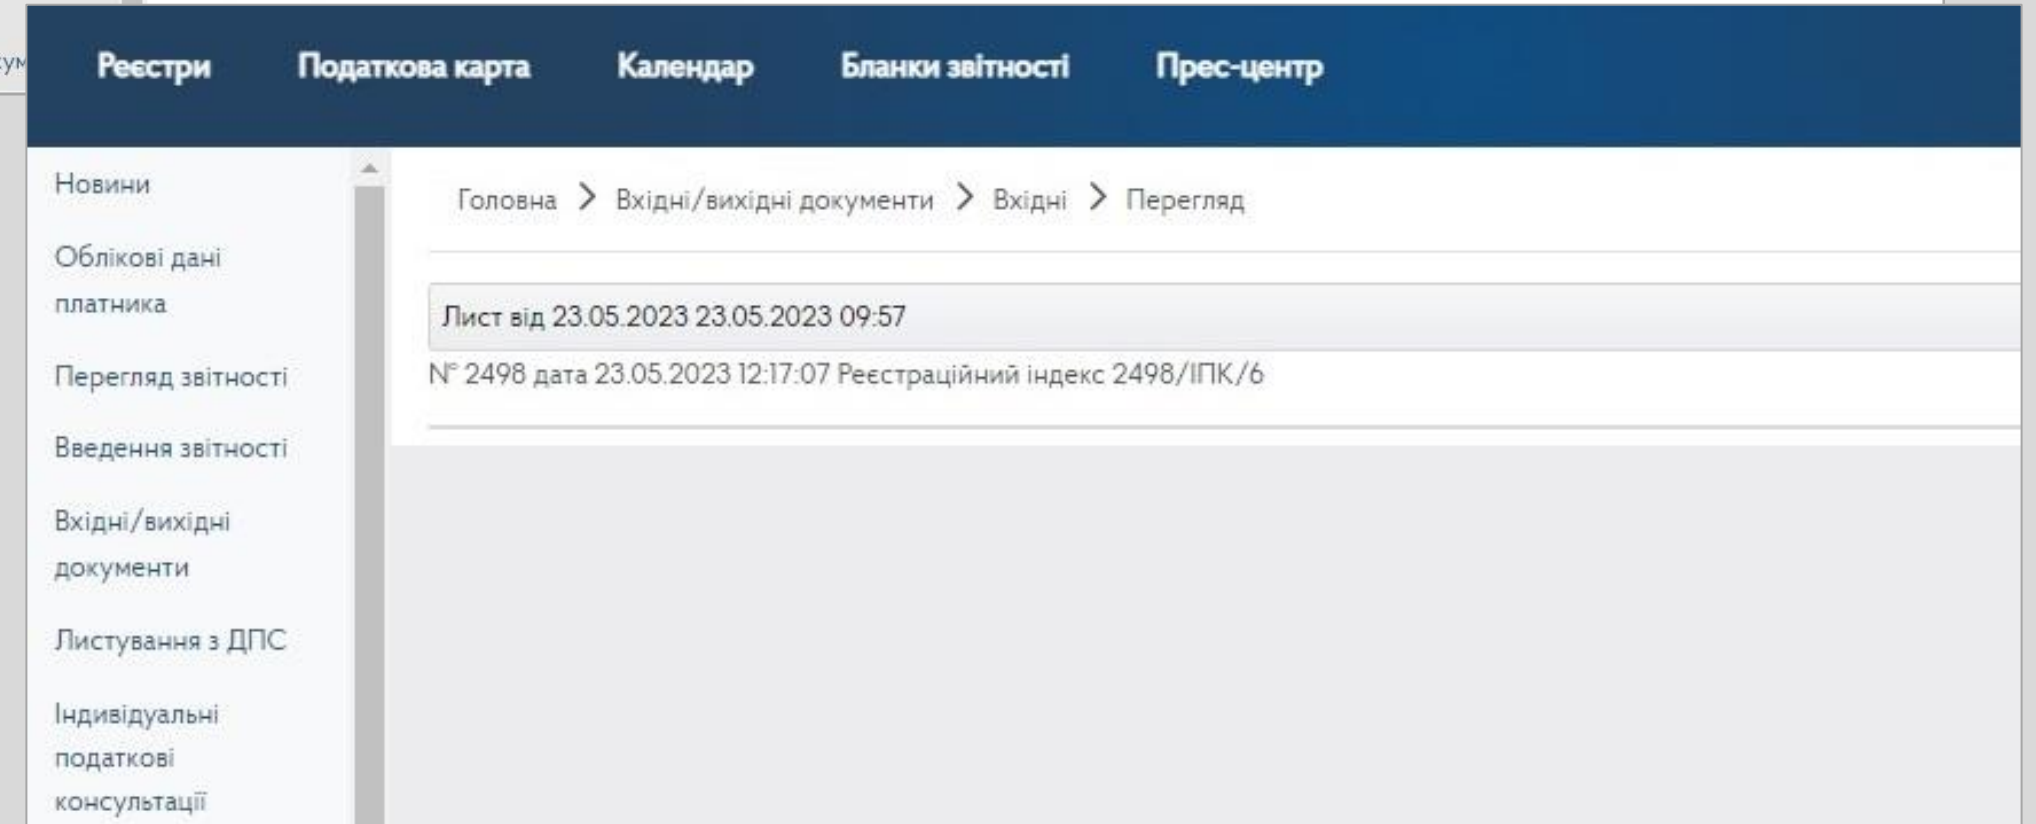 Реєстри Податкова карта Календар Бланки звітності Прес-центр
Новини
Облікові дані
платника
Перегляд звітності
Введення звітності
Вхідні/вихідні
документи
Листування з ДПС
Індивідуальні
податкові
консультації
Головна > Вхідні/вихідні документи > Вхідні > Перегляд
Лист від 23.05.2023 23.05.2023 09:57
№ 2498 дата 23.05.2023 12:17:07 Реєстраційний індекс 2498/ІПК/6